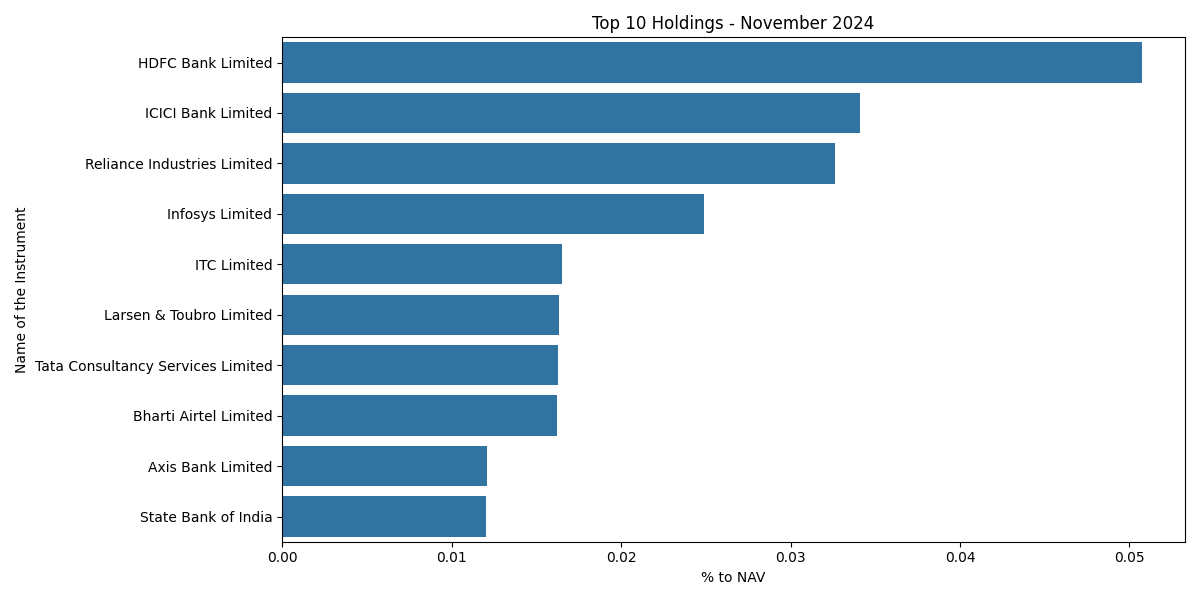 Top 10 Holdings - November 2024
Name of the Instrument
HDFC Bank Limited
ICICI Bank Limited
Reliance Industries Limited
Infosys Limited
ITC Limited
Larsen & Toubro Limited
Tata Consultancy Services Limited
Bharti Airtel Limited
Axis Bank Limited
State Bank of India
0.00 0.01 0.02 0.03 0.04 0.05
% to NAV